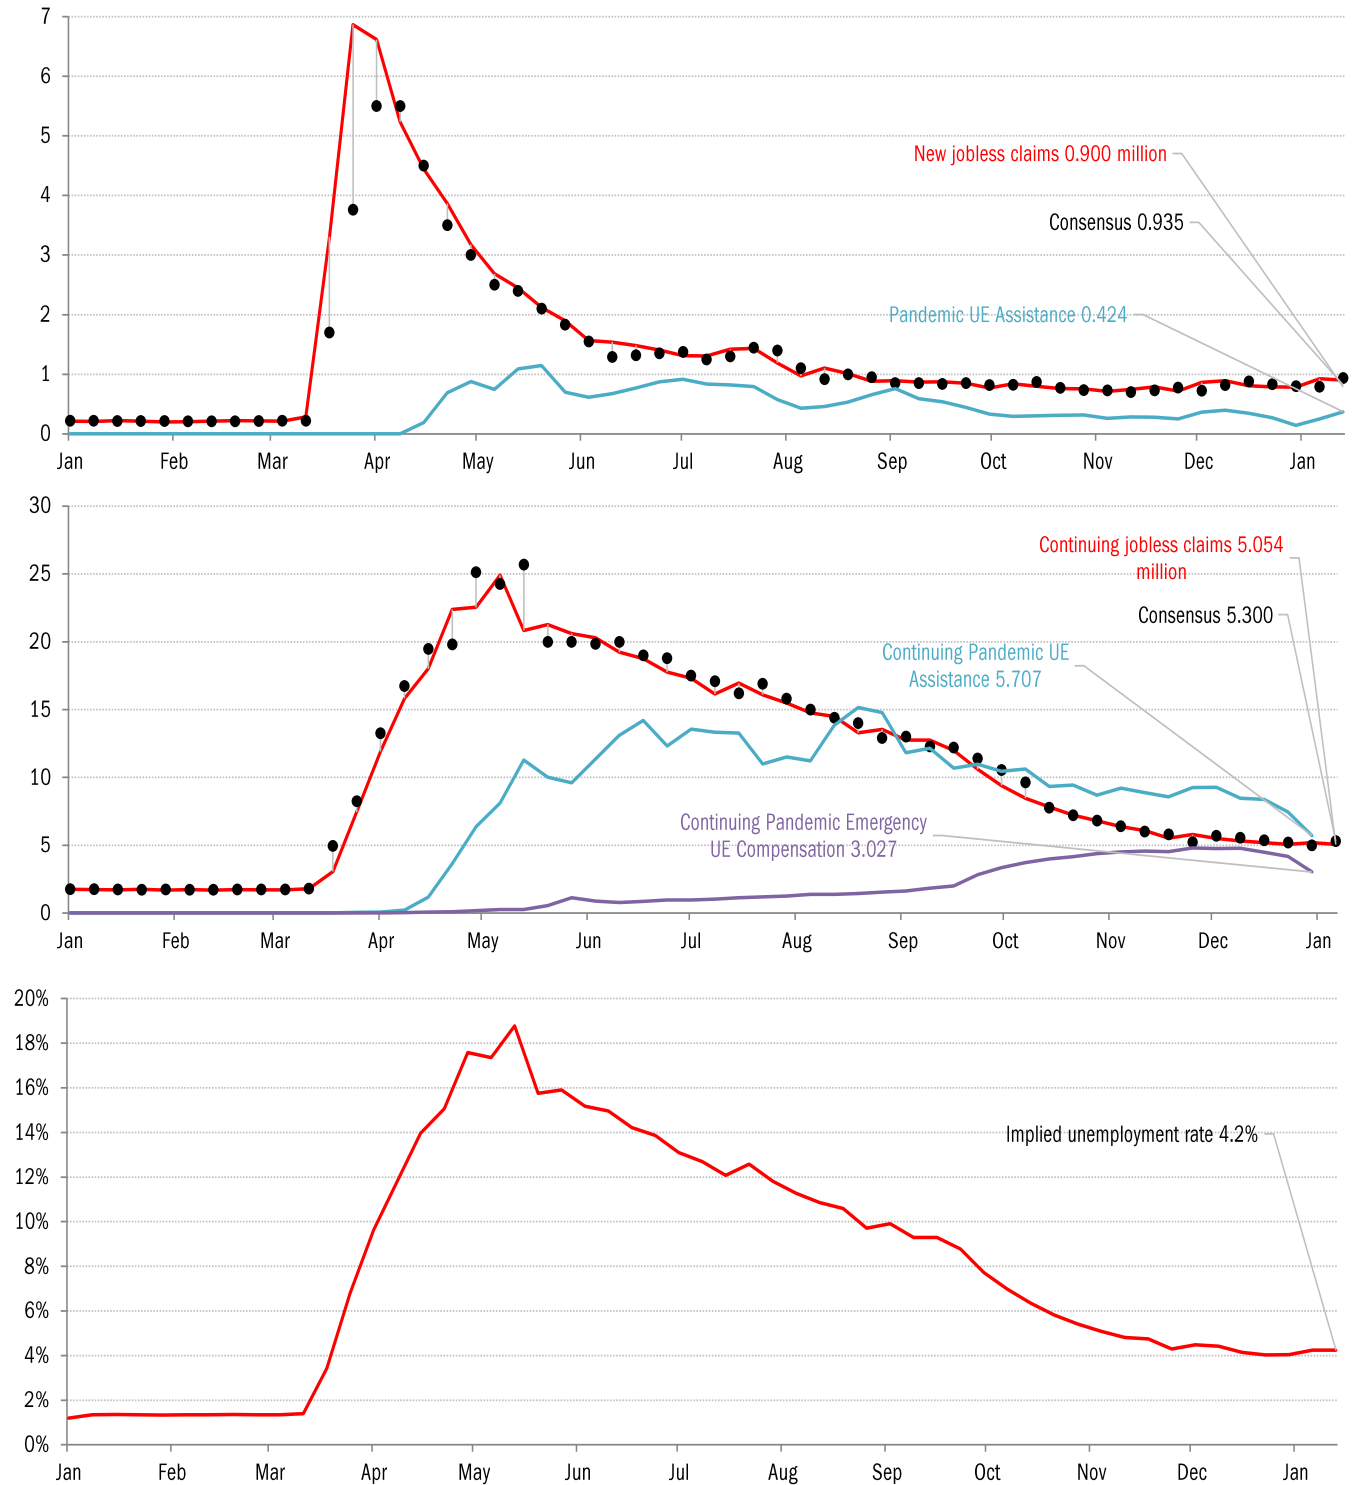 7
6
5
4
3
2
1
0
New jobless claims 0.900 million
Consensus 0.935
Pandemic UE Assistance 0.424
Jan Feb Mar Apr May Jun Jul Aug Sep Oct Nov Dec Jan
30
25
20
15
10
5
0
Continuing jobless claims 5.054
million
Consensus 5.300
Continuing Pandemic UE
Assistance 5.707
Continuing Pandemic Emergency
UE Compensation 3.027
Jan Feb Mar Apr May Jun Jul Aug Sep Oct Nov Dec Jan
20%
18%
16%
14%
12%
10%
8%
6%
4%
2%
0%
Implied unemployment rate 4.2%
Jan Feb Mar Apr May Jun Jul Aug Sep Oct Nov Dec Jan